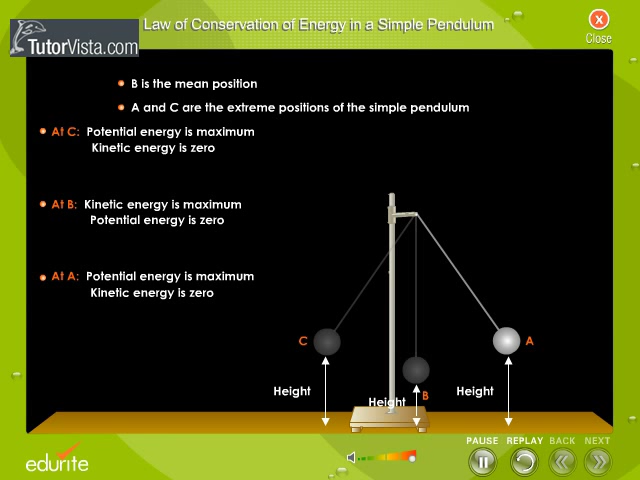 Law of Conservation of Energy in a Simple Pendulum
X
Close
TutorVista.com
B is the mean position
A and C are the extreme positions of the simple pendulum
At C: Potential energy is maximum
Kinetic energy is zero
At B: Kinetic energy is maximum
Potential energy is zero
At A: Potential energy is maximum
Kinetic energy is zero
C
A
B
Height
Height
Height
PAUSE REPLAY BACK NEXT
edurite